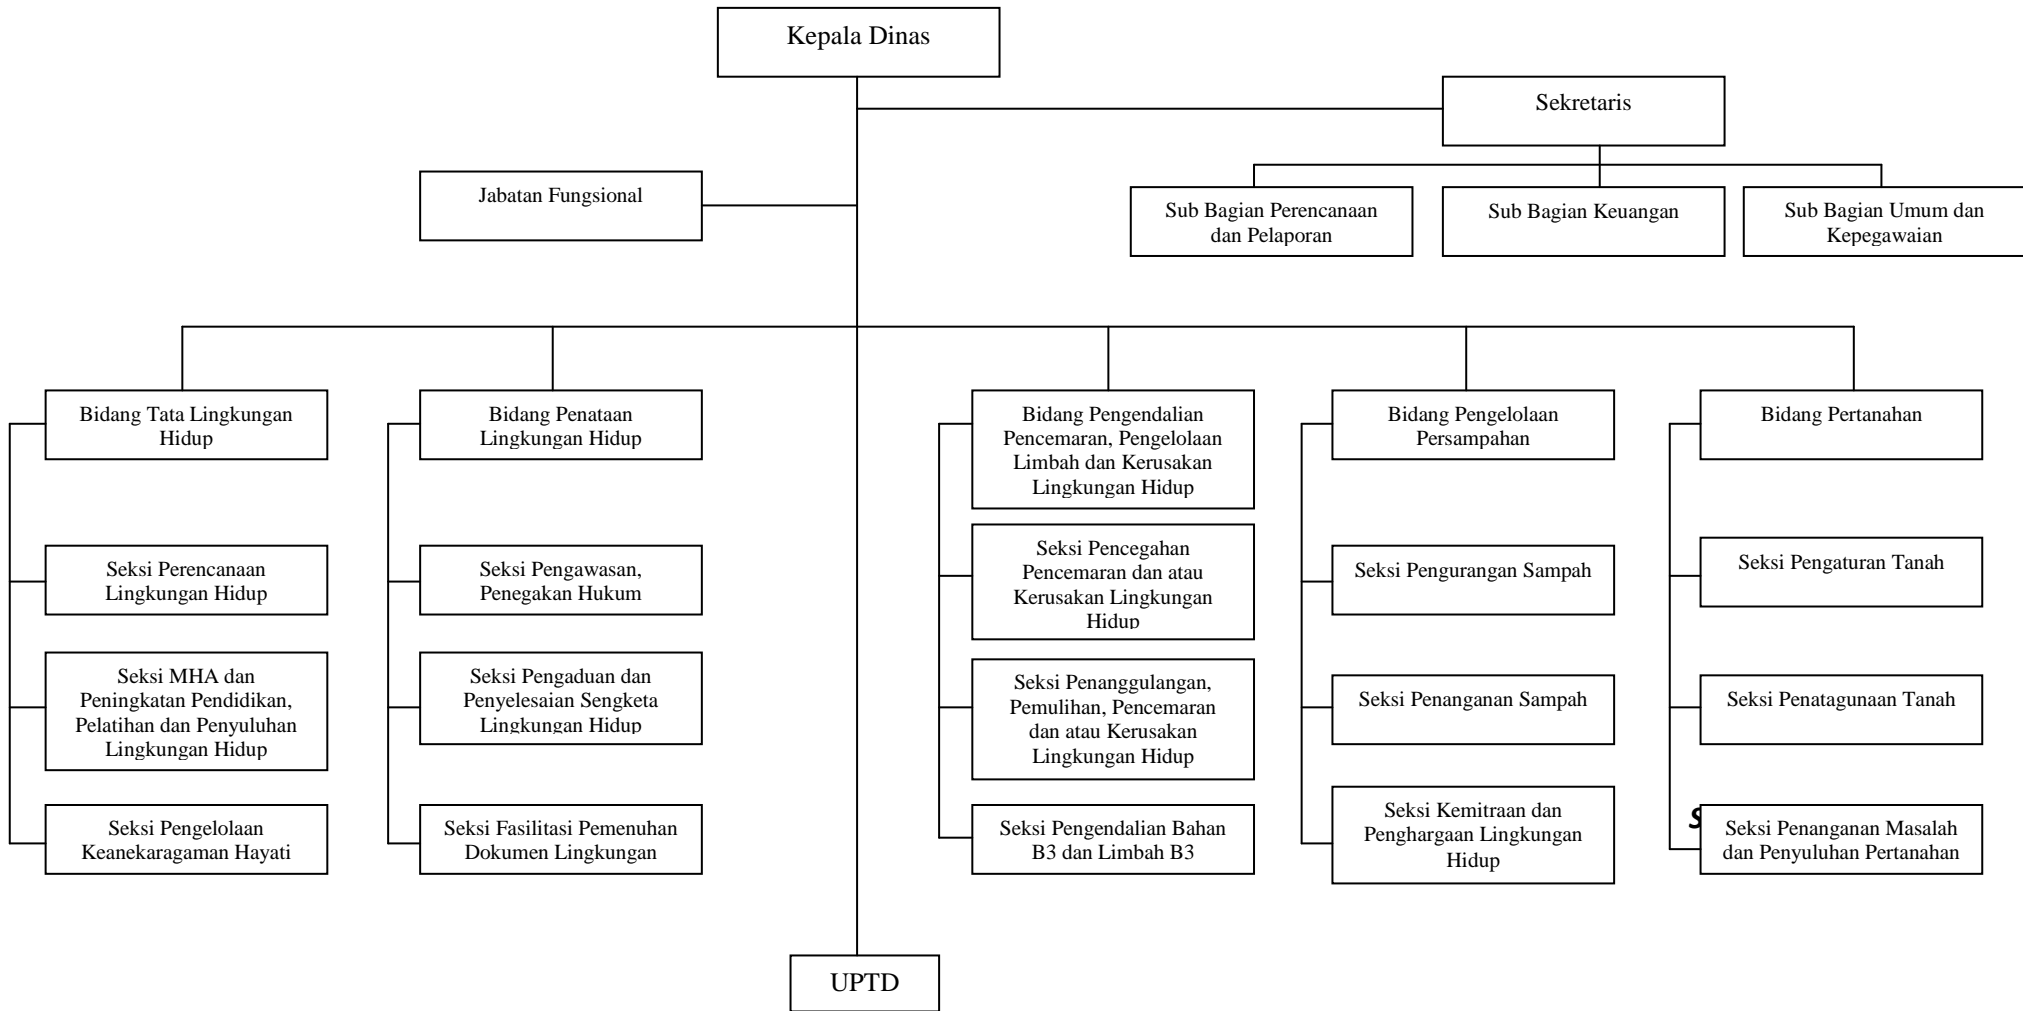 Kepala Dinas
Sekretaris
Jabatan Fungsional
Sub Bagian Perencanaan
dan Pelaporan
Sub Bagian Keuangan
Sub Bagian Umum dan
Kepegawaian
Bidang Tata Lingkungan
Hidup
Seksi Perencanaan
Lingkungan Hidup
Seksi MHA dan
Peningkatan Pendidikan,
Pelatihan dan Penyuluhan
Lingkungan Hidup
Seksi Pengelolaan
Keanekaragaman Hayati
Bidang Penataan
Lingkungan Hidup
Seksi Pengawasan,
Penegakan Hukum
Seksi Pengaduan dan
Penyelesaian Sengketa
Lingkungan Hidup
Seksi Fasilitasi Pemenuhan
Dokumen Lingkungan
Bidang Pengendalian
Pencemaran, Pengelolaan
Limbah dan Kerusakan
Lingkungan Hidup
Seksi Pencegahan
Pencemaran dan atau
Kerusakan Lingkungan
Hidup
Seksi Penanggulangan,
Pemulihan, Pencemaran
dan atau Kerusakan
Lingkungan Hidup
Seksi Pengendalian Bahan
B3 dan Limbah B3
Bidang Pengelolaan
Persampahan
Seksi Pengurangan Sampah
Seksi Penanganan Sampah
Seksi Kemitraan dan
Penghargaan Lingkungan
Hidup
Bidang Pertanahan
Seksi Pengaturan Tanah
Seksi Penatagunaan Tanah
Seksi Penanganan Masalah
dan Penyuluhan Pertanahan
UPTD